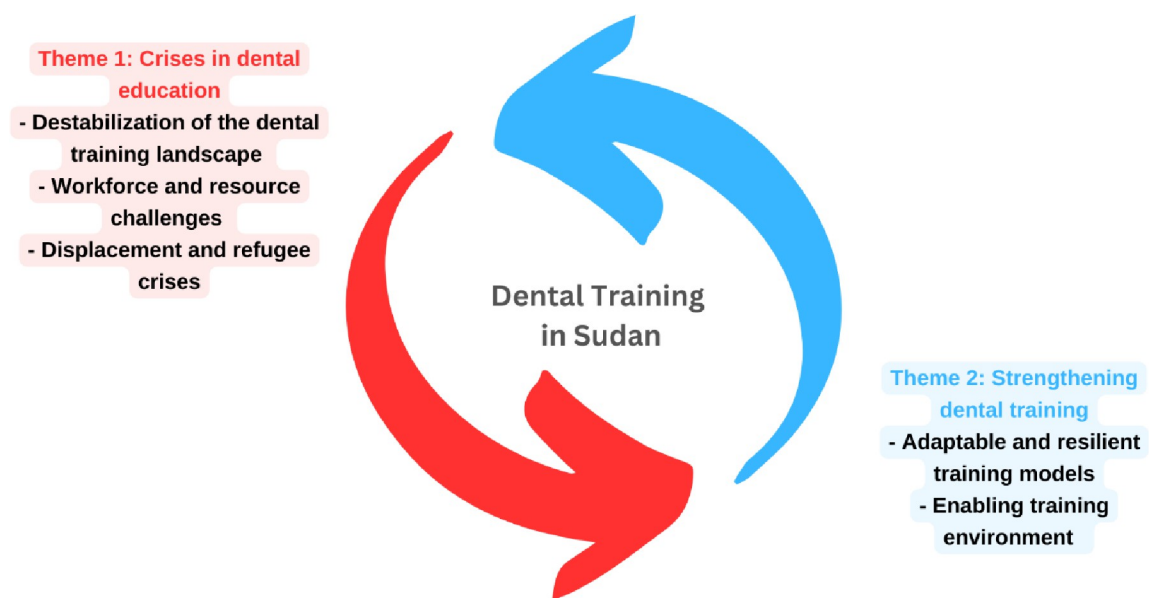 Theme 1: Crises in dental
education
- Destabilization of the dental
training landscape
- Workforce and resource
challenges
- Displacement and refugee
crises
Dental Training
in Sudan
Theme 2: Strengthening
dental training
- Adaptable and resilient
training models
- Enabling training
environment